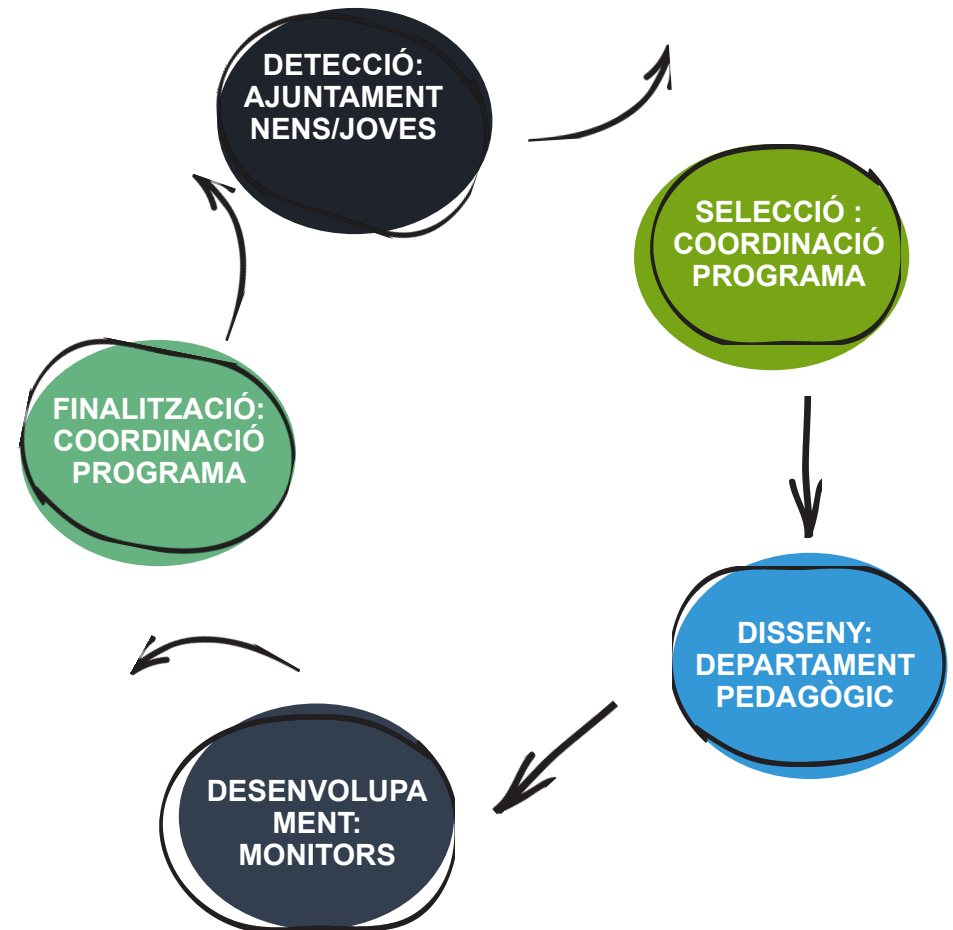 DETECCIÓ:
AJUNTAMENT
NENS/JOVES
SELECCIÓ :
COORDINACIÓ
PROGRAMA
DISSENY:
DEPARTAMENT
PEDAGÒGIC
DESENVOLUPA
MENT:
MONITORS
FINALITZACIÓ:
COORDINACIÓ
PROGRAMA